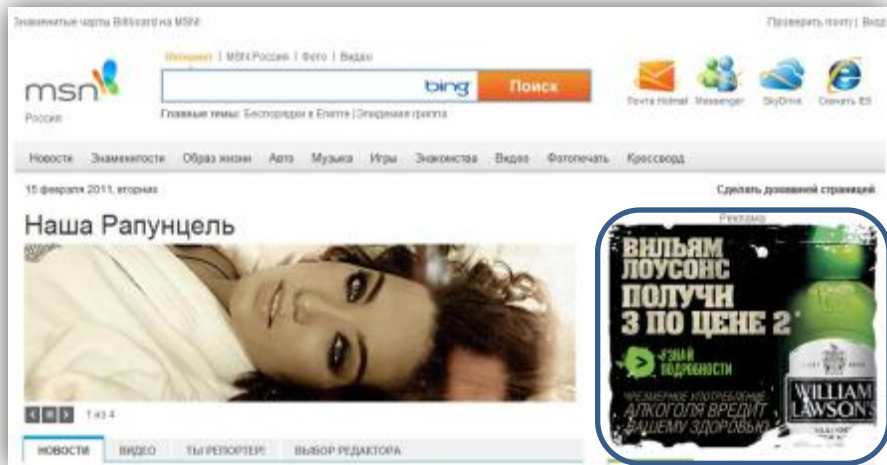 Знаменитые чарты Billboard на MSN!
Проверить почту | Вход
Интернет | MSN Россия | Фото | Видео
msn
bing
Поиск
Россия
Почта Hotmail
Messenger
SkyDrive
Скачать IE8
Главные темы: Беспорядки в Египте | Эпидемия гриппа
Новости Знаменитости Образ жизни Авто Музыка Игры Знакомства Видео Фотопечать Кроссворд
15 февраля 2011, вторник
Сделать домашней страницей
Наша Рапунцель
Реклама
ВИЛЬЯМ
ЛОУСОНС
ПОЛУЧИ
3 ПО ЦЕНЕ 2*
УЗНАЙ
ПОДРОБНОСТИ
ЧРЕЗМЕРНОЕ УПОТРЕБЛЕНИЕ
АЛКОГОЛЯ ВРЕДИТ
ВАШЕМУ ЗДОРОВЬЮ
WILLIAM
LAWSON'S
1 из 4
НОВОСТИ ВИДЕО ТЫ РЕПОРТЕР! ВЫБОР РЕДАКТОРА